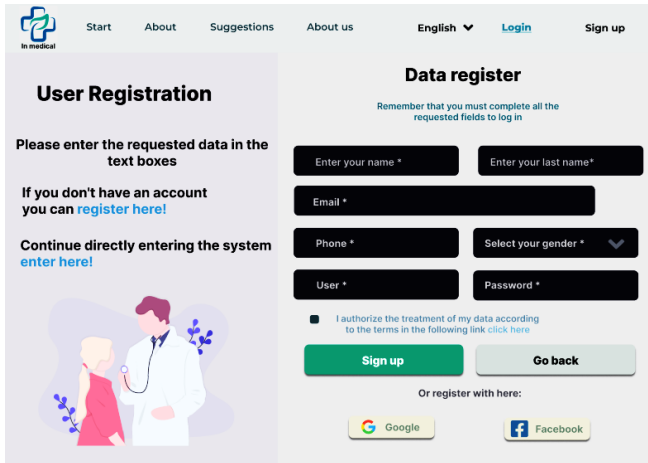 In medical
Start
About
Suggestions
About us
English
Login
Sign up
User Registration
Please enter the requested data in the
text boxes
If you don't have an account
you can register here!
Continue directly entering the system
enter here!
Data register
Remember that you must complete all the
requested fields to log in
Enter your name *
Enter your last name*
Email *
Phone *
Select your gender *
User *
Password *
I authorize the treatment of my data according
to the terms in the following link click here
Sign up
Go back
Or register with here:
Google
Facebook